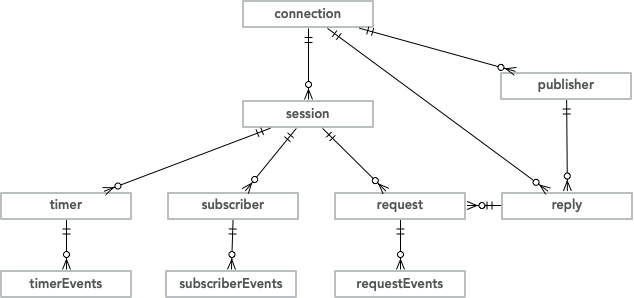 connection
publisher
session
timer
subscriber
request
reply
timerEvents
subscriberEvents
requestEvents